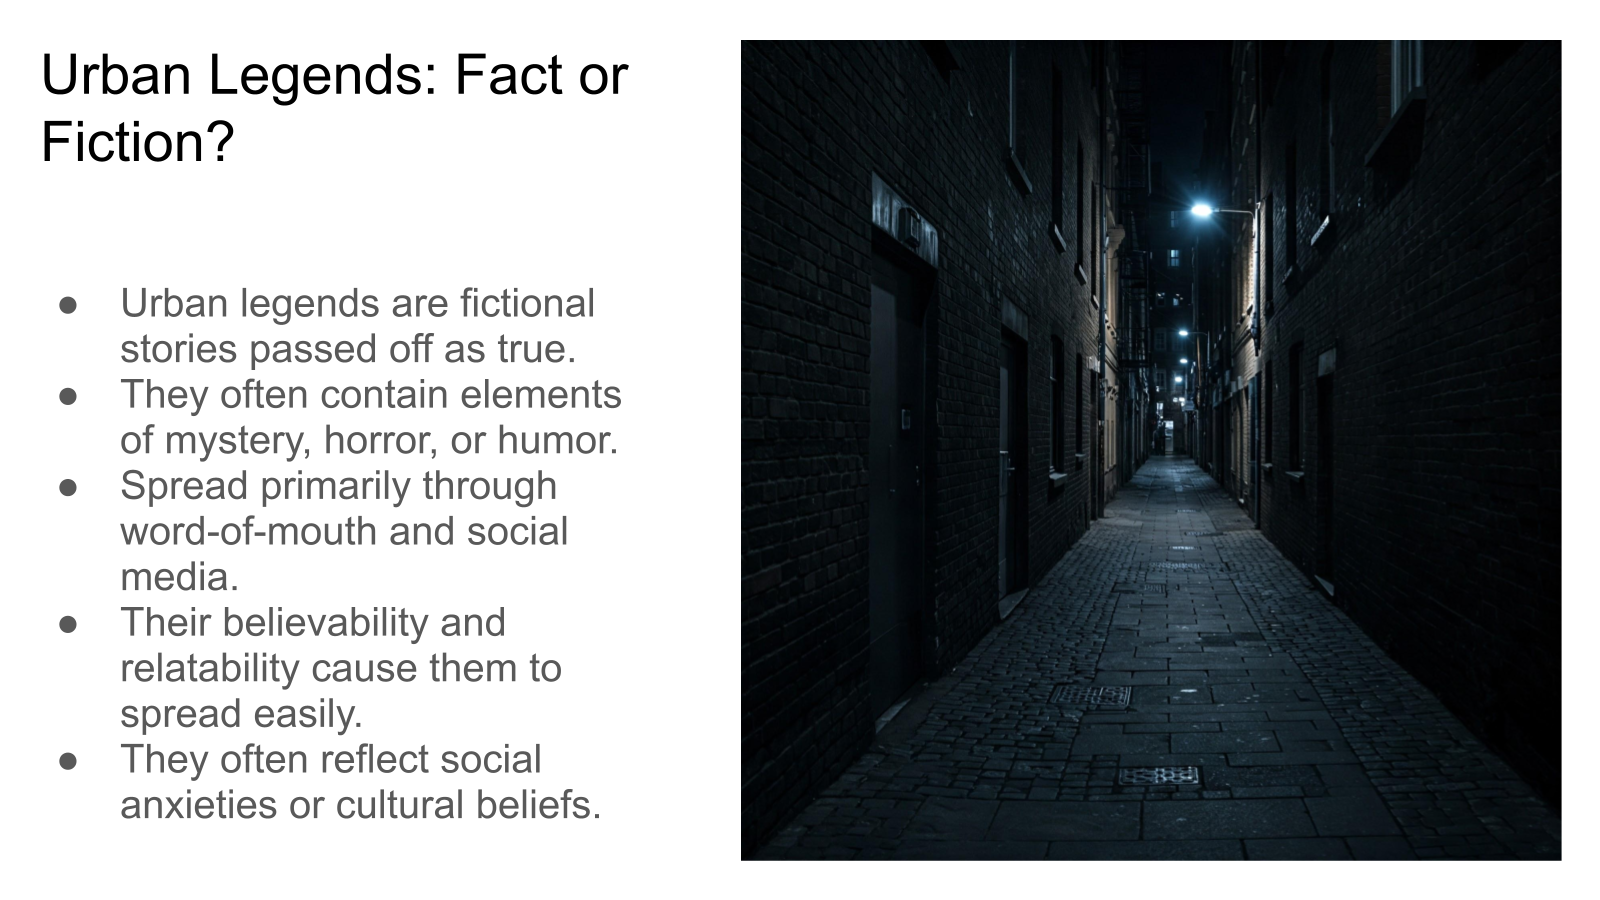 Urban Legends: Fact or
Fiction?
● Urban legends are fictional
stories passed off as true.
● They often contain elements
of mystery, horror, or humor.
● Spread primarily through
word-of-mouth and social
media.
● Their believability and
relatability cause them to
spread easily.
● They often reflect social
anxieties or cultural beliefs.